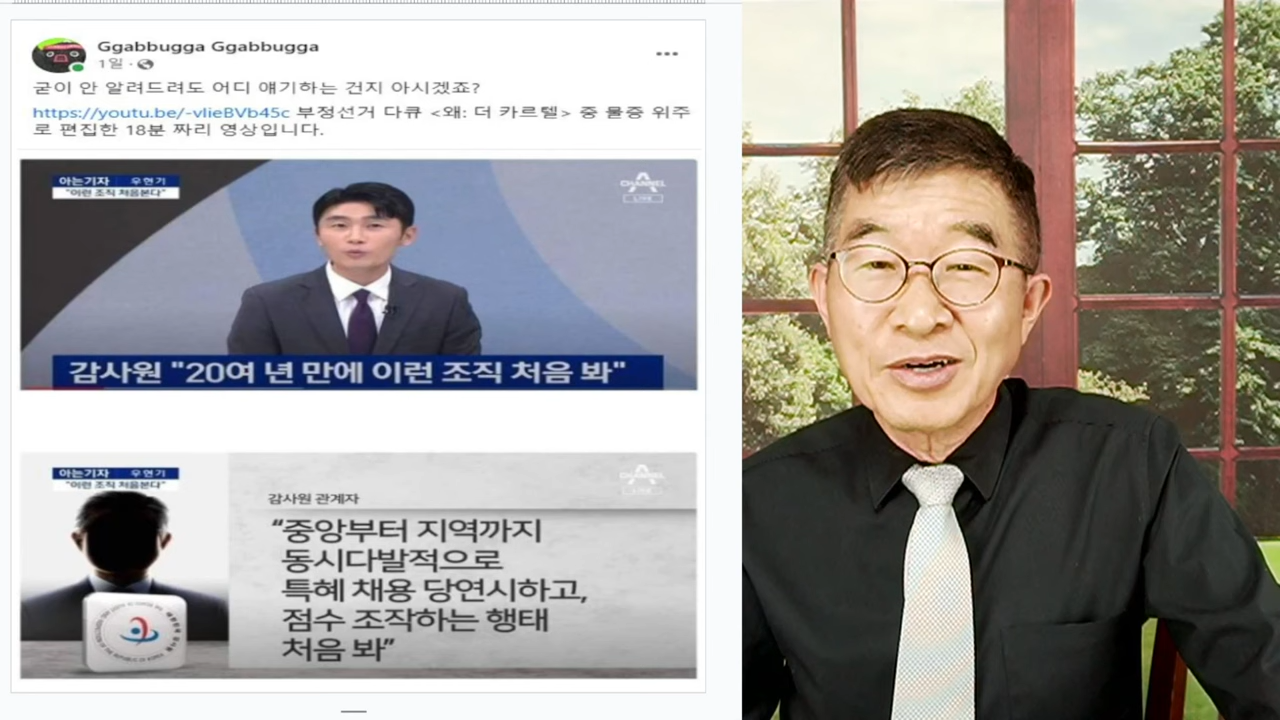 Ggabbugga Ggabbugga
1일 ·
굳이 안 알려드려도 어디 얘기하는 건지 아시겠죠?
https://youtu.be/-vlieBVb45c 부정선거 다큐 <왜: 더 카르텔> 중 물증 위주
로 편집한 18분 짜리 영상입니다.
아는기자 우현기
"이런 조직 처음본다"
CHANNEL A
LIVE
감사원 "20여 년 만에 이런 조직 처음 봐"
아는기자 우현기
"이런 조직 처음본다"
CHANNEL A
LIVE
감사원 관계자
“중앙부터 지역까지
동시다발적으로
특혜 채용 당연시하고,
점수 조작하는 행태
처음 봐”